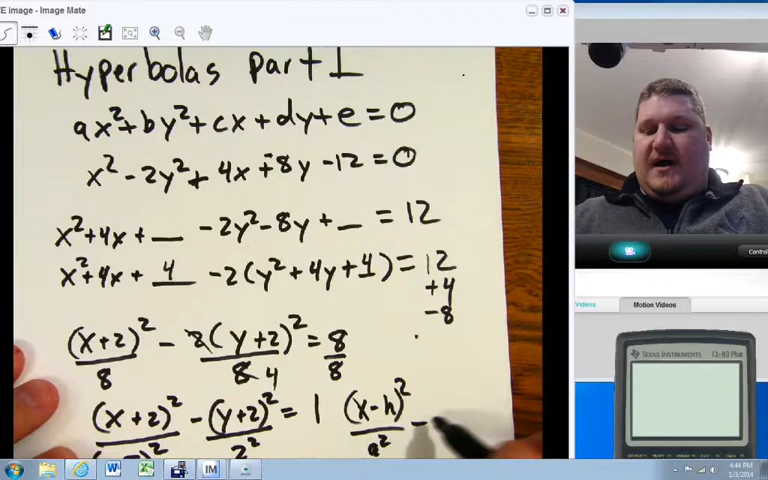 E image - Image Mate
Hyperbolas part 1
ax²+by²+cx+dy+e=0
x²-2y²+4x+-8y-12=0
x²+4x+__ -2y²-8y+__ =12
x²+4x+4 -2(y²+4y+1)=12
+4
-8
(x+2)²/8 - 2(y+2)²/8 4 = 8/8
(x+2)² - (y+2)²/2² = 1 (x-h)²/a² -
Videos
Motion Videos
TEXAS INSTRUMENTS TI-83 Plus
IM
4:44 PM
1/3/2014